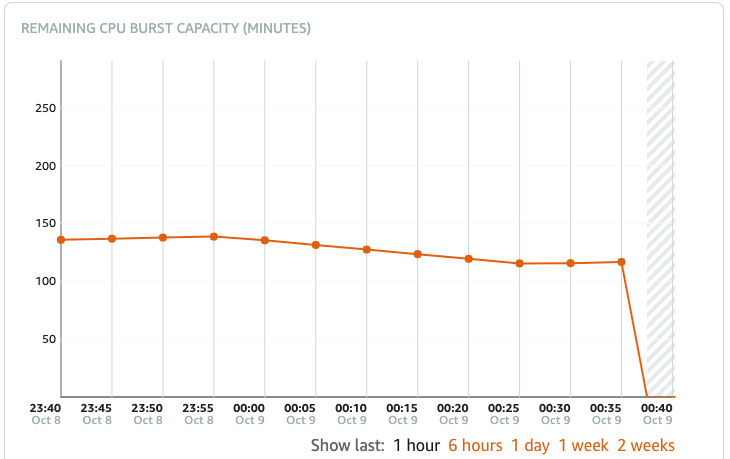 REMAINING CPU BURST CAPACITY (MINUTES)
250
200
150
100
50
23:40 23:45 23:50 23:55 00:00 00:05 00:10 00:15 00:20 00:25 00:30 00:35 00:40
Oct 8 Oct 8 Oct 8 Oct 8 Oct 9 Oct 9 Oct 9 Oct 9 Oct 9 Oct 9 Oct 9 Oct 9 Oct 9
Show last: 1 hour 6 hours 1 day 1 week 2 weeks